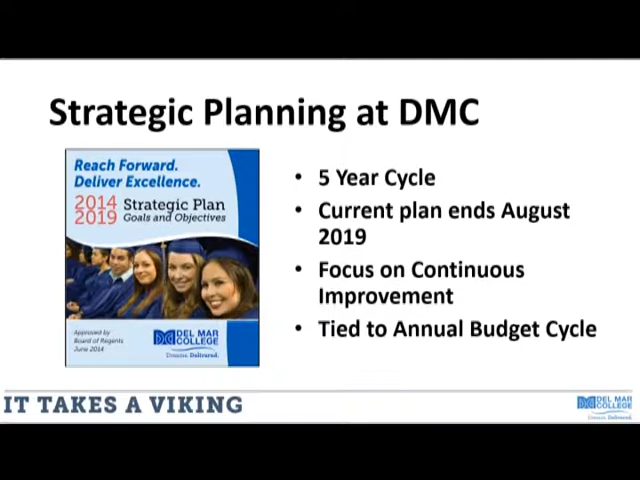 Strategic Planning at DMC
Reach Forward.
Deliver Excellence.
2014 Strategic Plan
2019 Goals and Objectives
Approved by
Board of Regents
June 2014
DEL MAR
COLLEGE
Dreams Delivered.
• 5 Year Cycle
• Current plan ends August
2019
• Focus on Continuous
Improvement
• Tied to Annual Budget Cycle
IT TAKES A VIKING
DEL MAR
COLLEGE
Dreams Delivered.